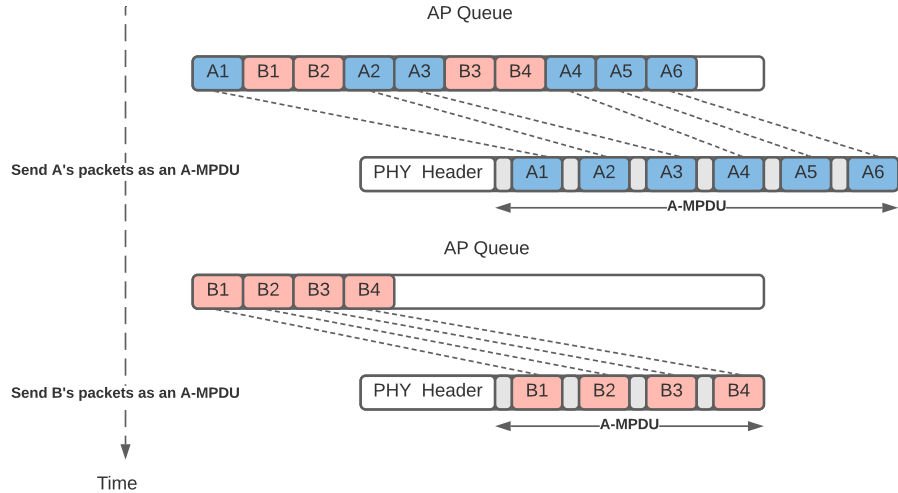 AP Queue
A1 B1 B2 A2 A3 B3 B4 A4 A5 A6
Send A's packets as an A-MPDU
PHY Header A1 A2 A3 A4 A5 A6
A-MPDU
AP Queue
B1 B2 B3 B4
Send B's packets as an A-MPDU
PHY Header B1 B2 B3 B4
A-MPDU
Time